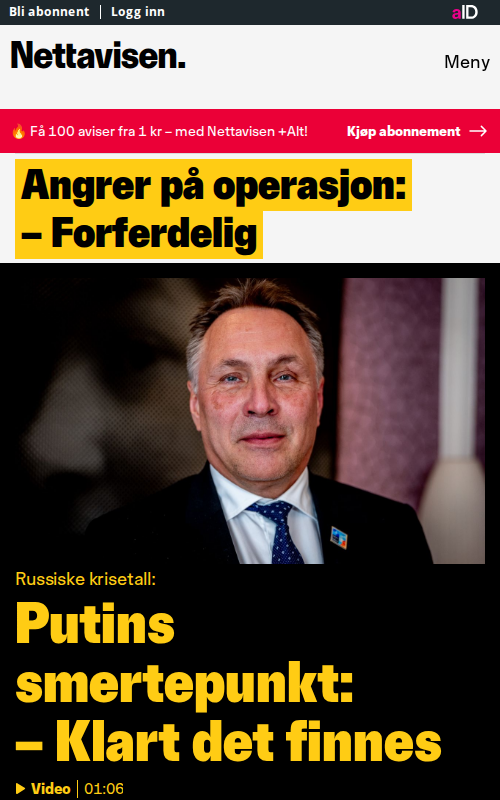 Bli abonnent
Logg inn
aID
Nettavisen.
Meny
🔥 Få 100 aviser fra 1 kr – med Nettavisen +Alt!
Kjøp abonnement →
Angrer på operasjon:
– Forferdelig
Russiske krisetall:
Putins
smertepunkt:
– Klart det finnes
Video
01:06